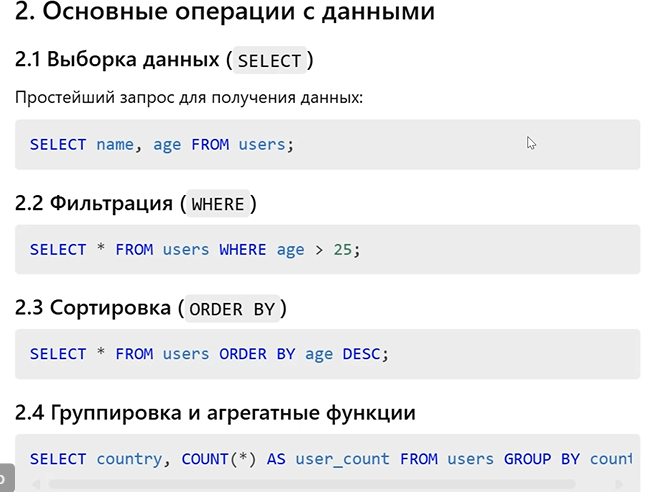 2. Основные операции с данными
2.1 Выборка данных (SELECT)
Простейший запрос для получения данных:
SELECT name, age FROM users;
2.2 Фильтрация (WHERE)
SELECT * FROM users WHERE age > 25;
2.3 Сортировка (ORDER BY)
SELECT * FROM users ORDER BY age DESC;
2.4 Группировка и агрегатные функции
SELECT country, COUNT(*) AS user_count FROM users GROUP BY